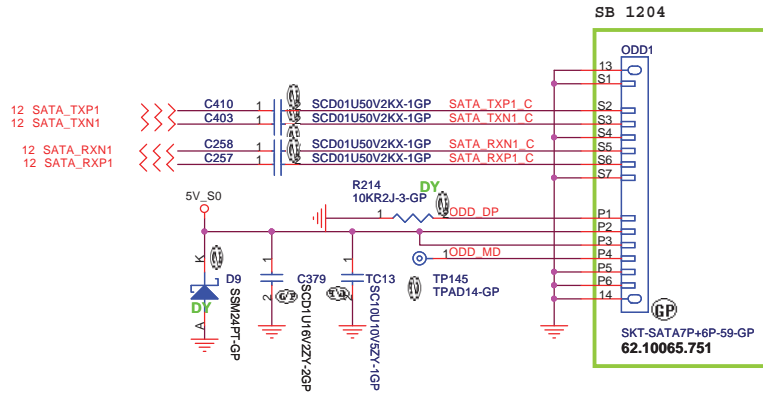 SB 1204
ODD1
13
S1
12 SATA_TXP1 C410 1 SCD01U50V2KX-1GP SATA_TXP1_C S2
12 SATA_TXN1 C403 1 SCD01U50V2KX-1GP SATA_TXN1_C S3
S4
12 SATA_RXN1 C258 1 SCD01U50V2KX-1GP SATA_RXN1_C S5
12 SATA_RXP1 C257 1 SCD01U50V2KX-1GP SATA_RXP1_C S6
S7
R214 DY
10KR2J-3-GP
5V_S0
1 ODD_DP P1
P2
P3
1 ODD_MD P4
K D9 1 C379 1 TC13 TP145 P5
TPAD14-GP P6
DY 2 2 14
A
SSM24PT-GP
SCD1U16V2ZY-2GP
SC10U10V5ZY-1GP
GP
SKT-SATA7P+6P-59-GP
62.10065.751